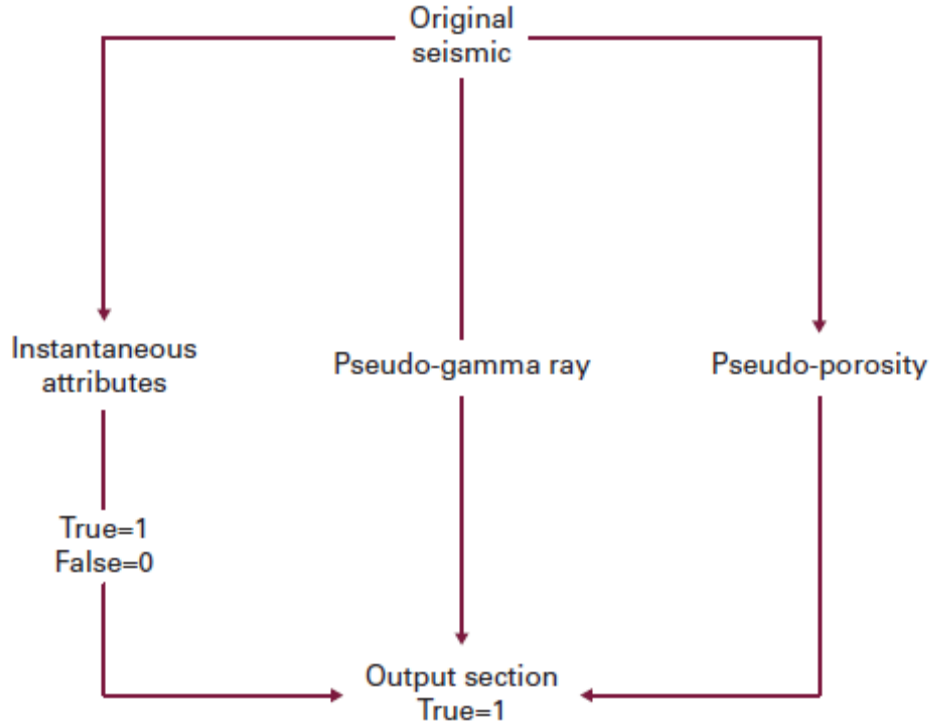 Original
seismic
Instantaneous
attributes
Pseudo-gamma ray
Pseudo-porosity
True=1
False=0
Output section
True=1